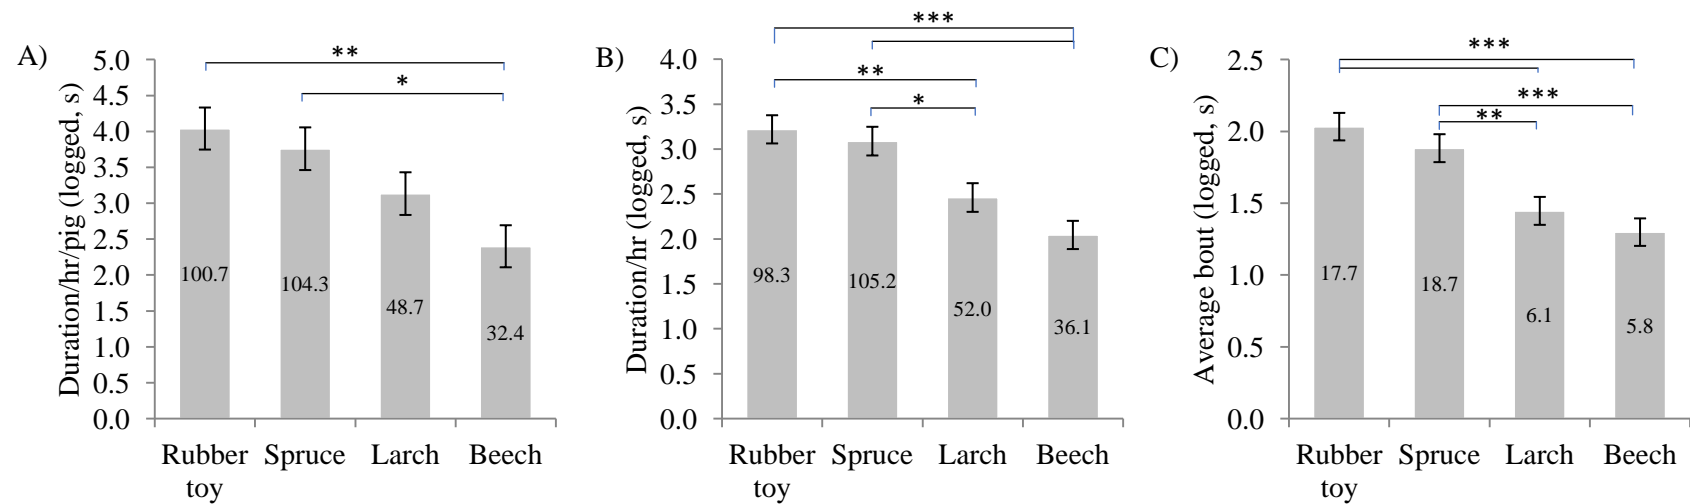 A)
Duration/hr/pig (logged, s)
5.0
4.5
4.0
3.5
3.0
2.5
2.0
1.5
1.0
0.5
0.0
**
*
100.7
104.3
48.7
32.4
Rubber toy
Spruce
Larch
Beech
B)
Duration/hr (logged, s)
4.0
3.5
3.0
2.5
2.0
1.5
1.0
0.5
0.0
***
**
*
98.3
105.2
52.0
36.1
Rubber toy
Spruce
Larch
Beech
C)
Average bout (logged, s)
2.5
2.0
1.5
1.0
0.5
0.0
***
***
**
17.7
18.7
6.1
5.8
Rubber toy
Spruce
Larch
Beech